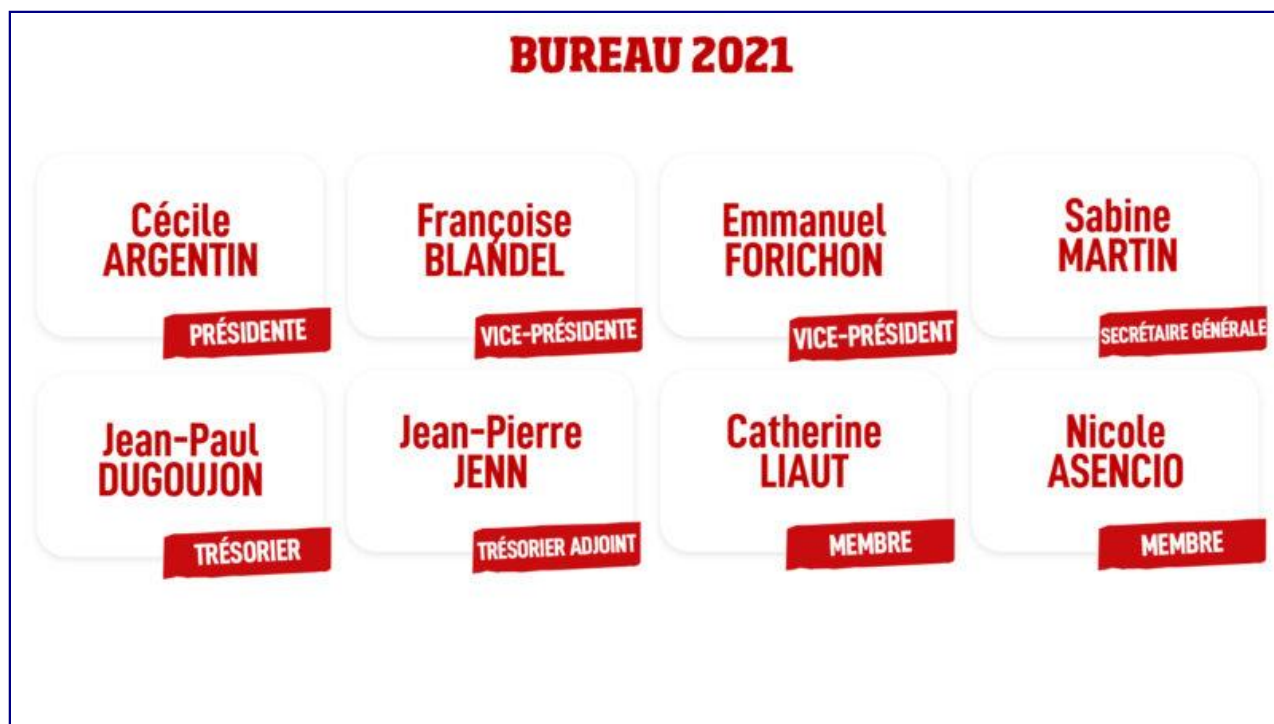 BUREAU 2021
Cécile
ARGENTIN
PRÉSIDENTE
Françoise
BLANDEL
VICE-PRÉSIDENTE
Emmanuel
FORICHON
VICE-PRÉSIDENT
Sabine
MARTIN
SECRÉTAIRE GÉNÉRALE
Jean-Paul
DUGOUJON
TRÉSORIER
Jean-Pierre
JENN
TRÉSORIER ADJOINT
Catherine
LIAUT
MEMBRE
Nicole
ASENCIO
MEMBRE